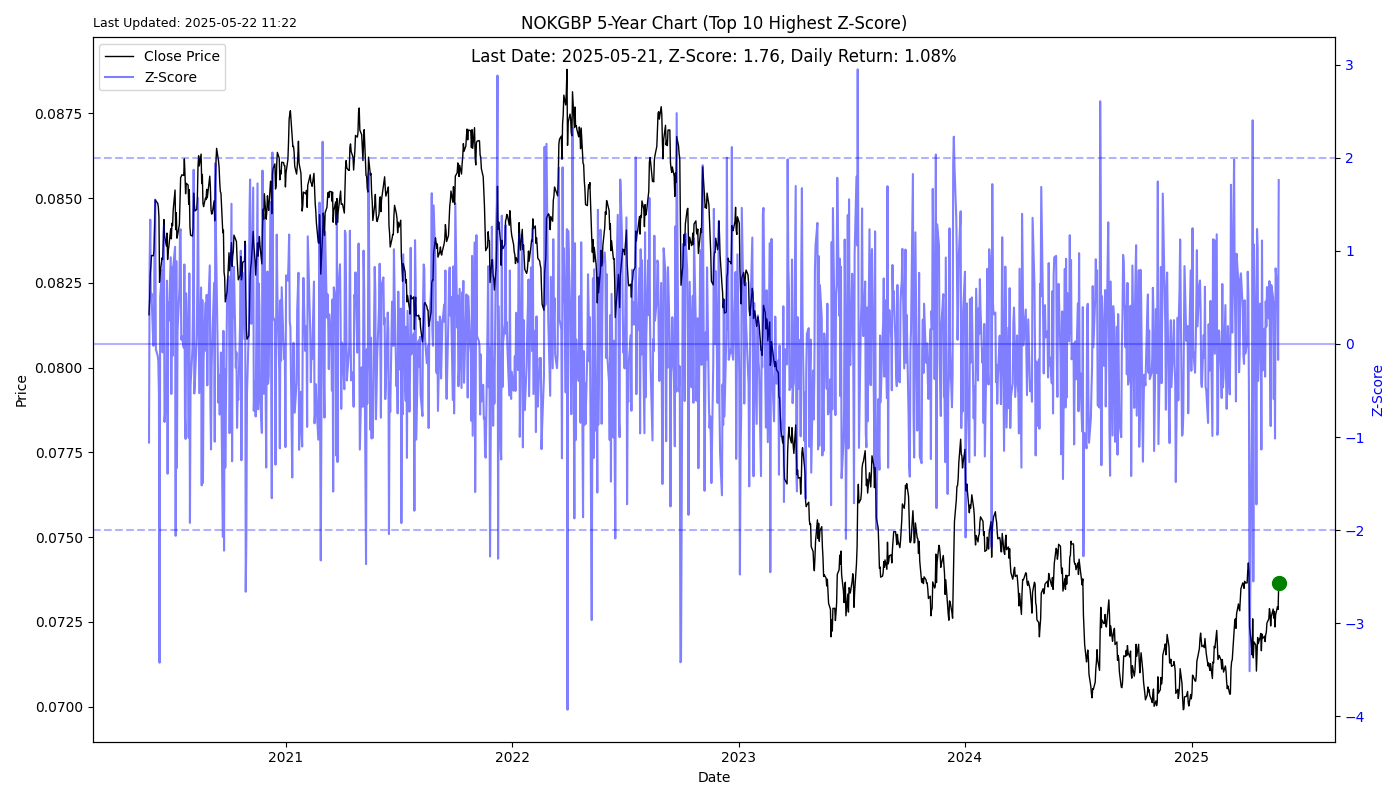 Last Updated: 2025-05-22 11:22
NOKGBP 5-Year Chart (Top 10 Highest Z-Score)
Last Date: 2025-05-21, Z-Score: 1.76, Daily Return: 1.08%
Close Price
Z-Score
0.0875
0.0850
0.0825
0.0800
0.0775
0.0750
0.0725
0.0700
Price
3
2
1
0
−1
−2
−3
−4
Z-Score
2021
2022
2023
2024
2025
Date